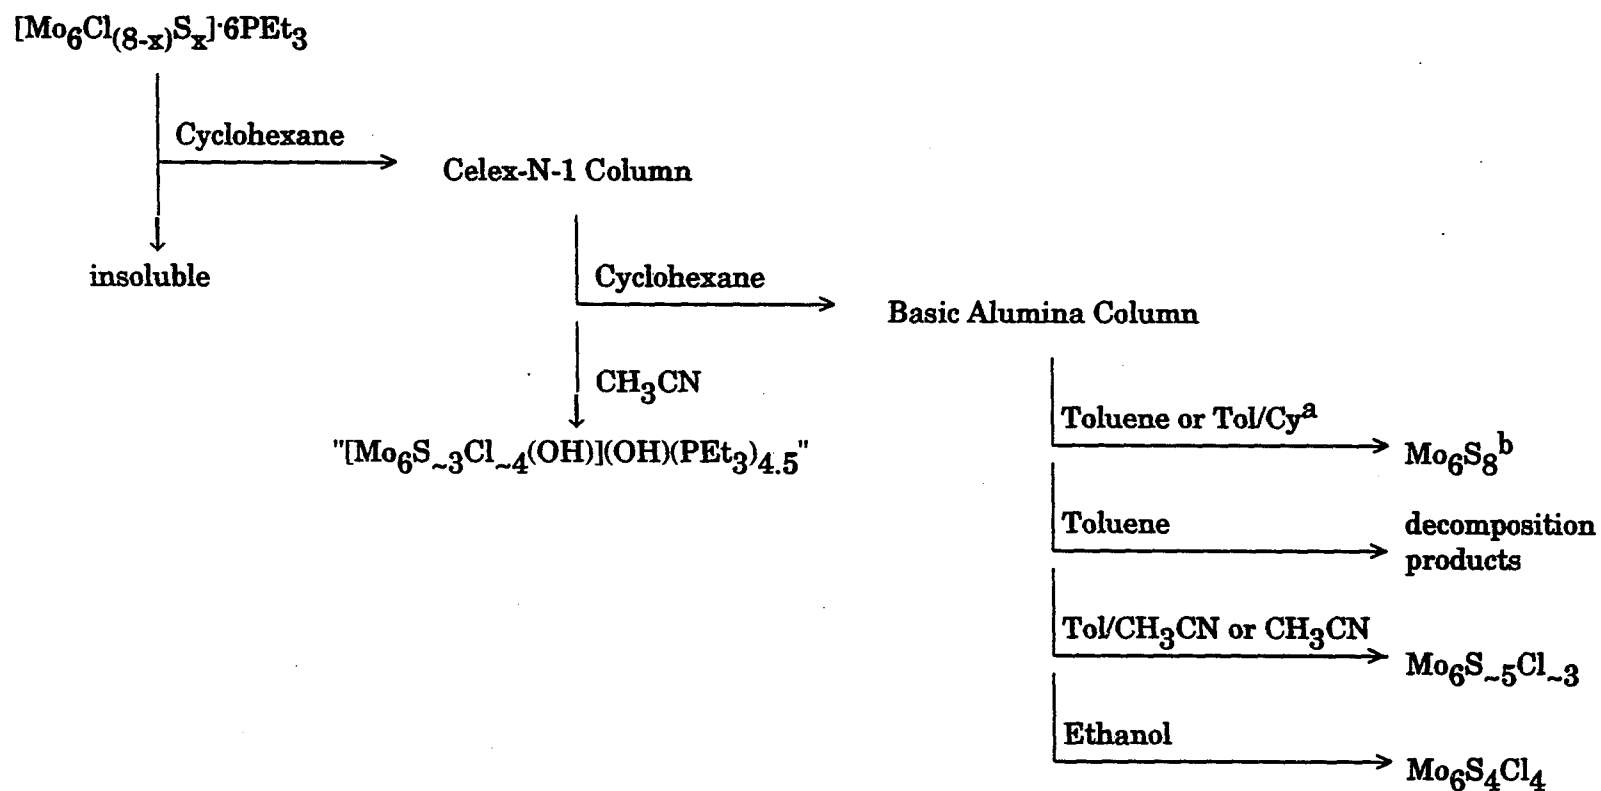 [Mo6Cl(8-x)Sx]·6PEt3
Cyclohexane
Celex-N-1 Column
insoluble
Cyclohexane
Basic Alumina Column
CH3CN
"[Mo6S~3Cl~4(OH)](OH)(PEt3)4.5"
Toluene or Tol/Cya
Mo6S8b
Toluene
decomposition
products
Tol/CH3CN or CH3CN
Mo6S~5Cl~3
Ethanol
Mo6S4Cl4